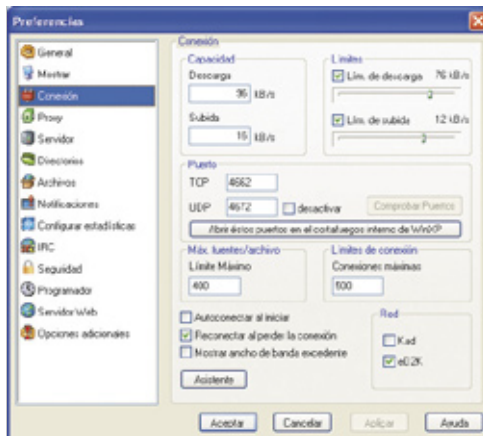 Preferencias
General
Mostrar
Conexión
Proxy
Servidor
Directorios
Archivos
Notificaciones
Configurar estadísticas
IRC
Seguridad
Programador
Servidor Web
Opciones adicionales
Conexión
Capacidad
Descarga
96 kB/s
Subida
16 kB/s
Límites
Lím. de descarga 76 kB/s
Lím. de subida 12 kB/s
Puerto
TCP 4662
UDP 4672 desactivar Comprobar Puertos
Abrir éstos puertos en el cortafuegos interno de WinXP
Máx. fuentes/archivo
Límite Máximo
400
Límites de conexión
Conexiones máximas
500
Autoconectar al iniciar
Reconectar al perder la conexión
Mostrar ancho de banda excedente
Red
Kad
eD2K
Asistente
Aceptar Cancelar Aplicar Ayuda